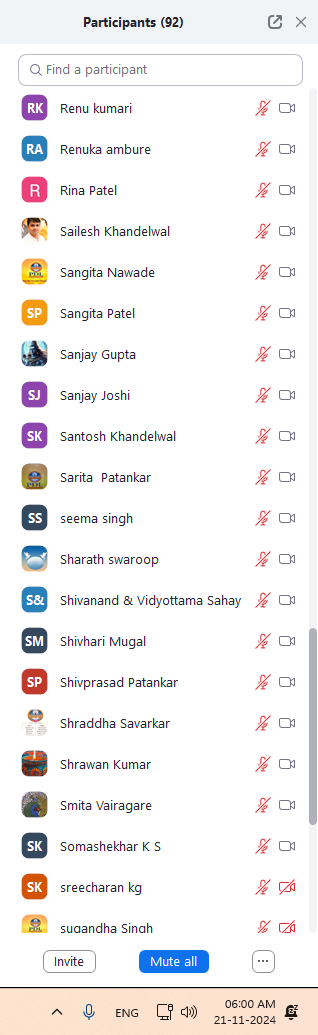 Participants (92)
Find a participant
RK Renu kumari
RA Renuka ambure
R Rina Patel
Sailesh Khandelwal
Sangita Nawade
SP Sangita Patel
Sanjay Gupta
SJ Sanjay Joshi
SK Santosh Khandelwal
Sarita Patankar
SS seema singh
Sharath swaroop
S& Shivanand & Vidyottama Sahay
SM Shivhari Mugal
SP Shivprasad Patankar
Shraddha Savarkar
Shrawan Kumar
Smita Vairagare
SK Somashekhar K S
SK sreecharan kg
sugandha Singh
Invite Mute all ...
ENG 06:00 AM
21-11-2024